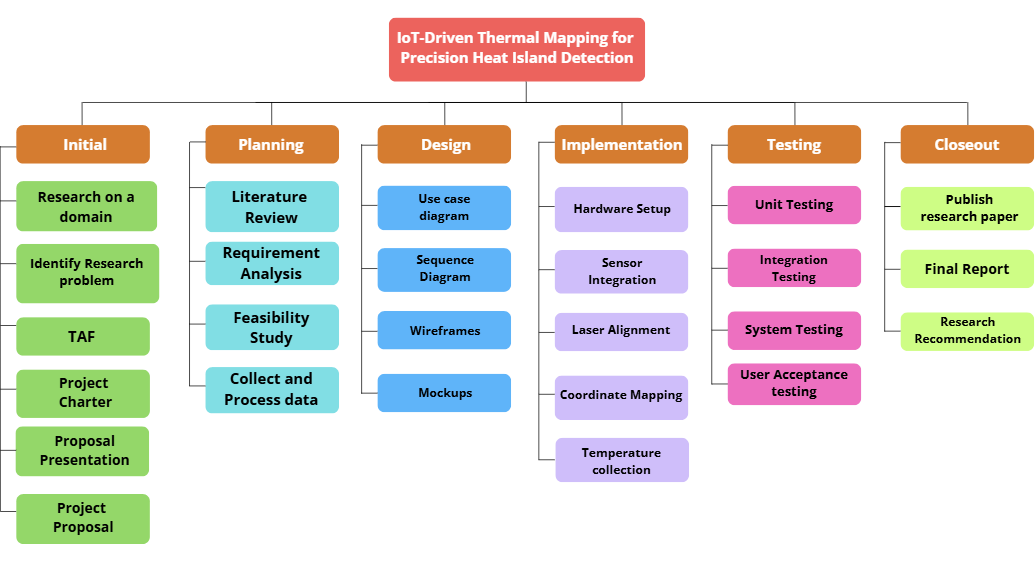 IoT-Driven Thermal Mapping for
Precision Heat Island Detection
Initial
Research on a
domain
Identify Research
problem
TAF
Project
Charter
Proposal
Presentation
Project
Proposal
Planning
Literature
Review
Requirement
Analysis
Feasibility
Study
Collect and
Process data
Design
Use case
diagram
Sequence
Diagram
Wireframes
Mockups
Implementation
Hardware Setup
Sensor
Integration
Laser Alignment
Coordinate Mapping
Temperature
collection
Testing
Unit Testing
Integration
Testing
System Testing
User Acceptance
testing
Closeout
Publish
research paper
Final Report
Research
Recommendation